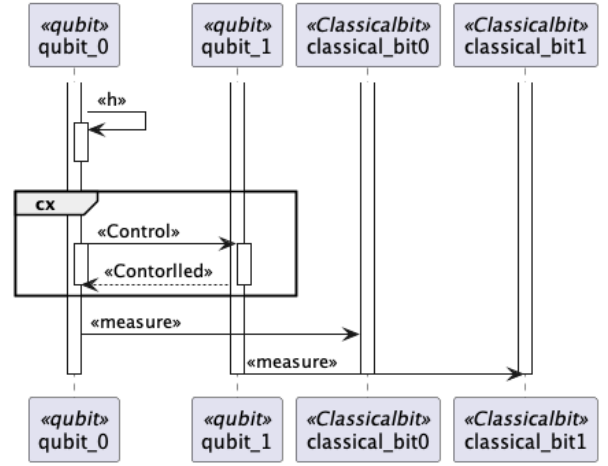 «qubit» «qubit» «Classicalbit» «Classicalbit»
qubit_0 qubit_1 classical_bit0 classical_bit1
«h»
cx
«Control»
«Contorlled»
«measure»
«measure»
«qubit» «qubit» «Classicalbit» «Classicalbit»
qubit_0 qubit_1 classical_bit0 classical_bit1